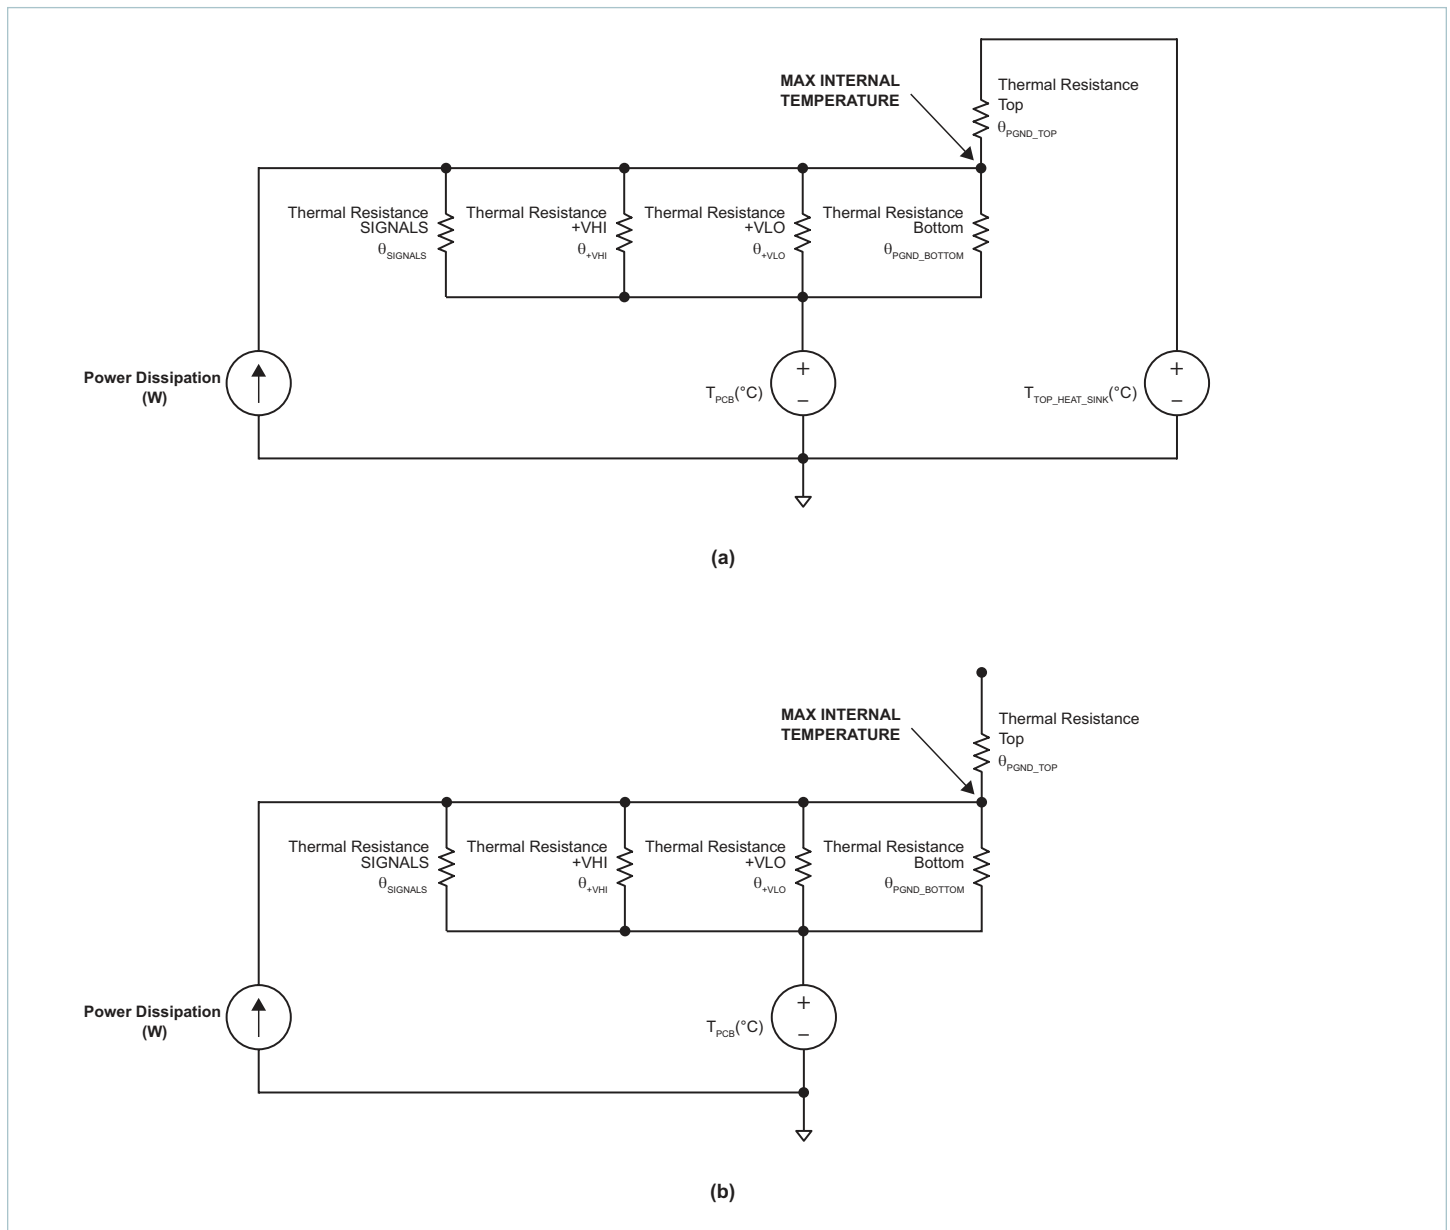 MAX INTERNAL
TEMPERATURE
Thermal Resistance
Top
θPGND_TOP
Thermal Resistance
SIGNALS
θSIGNALS
Thermal Resistance
+VHI
θ+VHI
Thermal Resistance
+VLO
θ+VLO
Thermal Resistance
Bottom
θPGND_BOTTOM
Power Dissipation
(W)
+
−
TPCB(°C)
+
−
TTOP_HEAT_SINK(°C)
(a)
MAX INTERNAL
TEMPERATURE
Thermal Resistance
Top
θPGND_TOP
Thermal Resistance
SIGNALS
θSIGNALS
Thermal Resistance
+VHI
θ+VHI
Thermal Resistance
+VLO
θ+VLO
Thermal Resistance
Bottom
θPGND_BOTTOM
Power Dissipation
(W)
+
−
TPCB(°C)
(b)